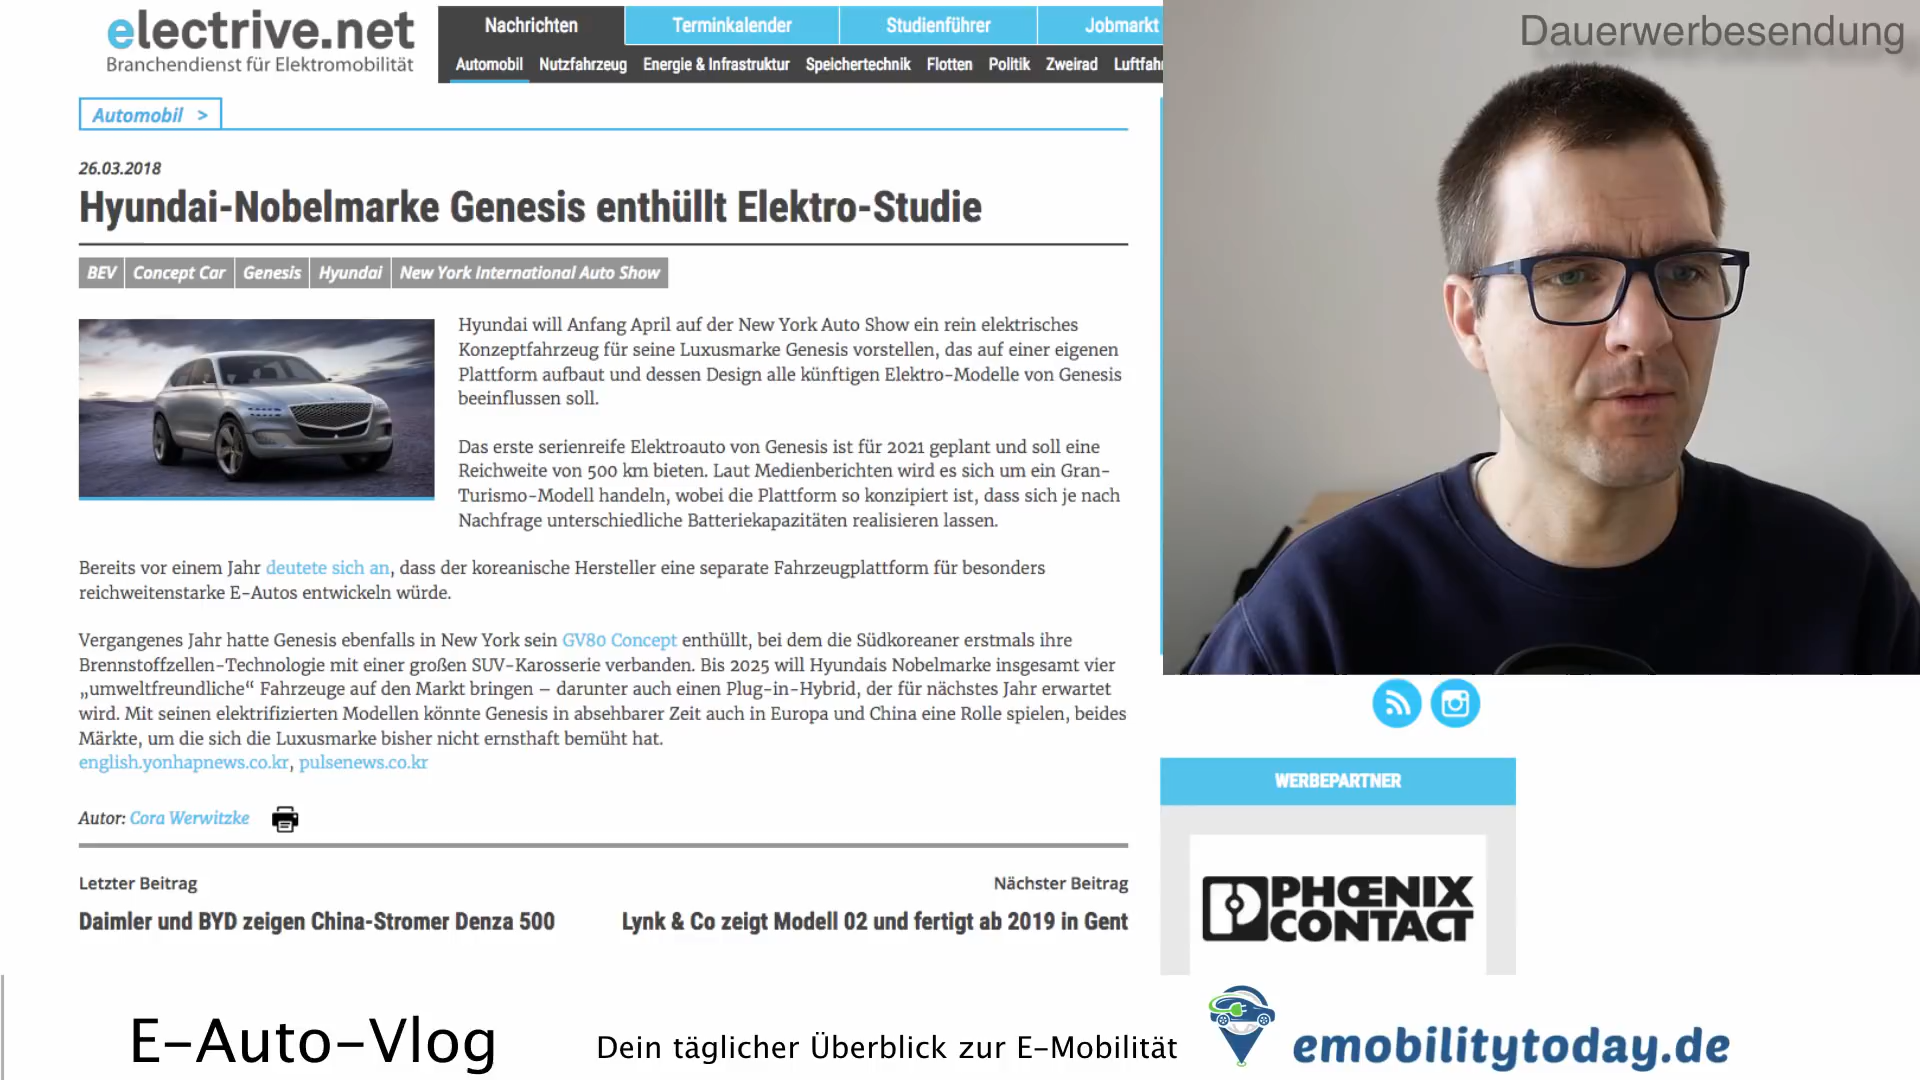 electrive.net
Branchendienst für Elektromobilität
Nachrichten
Terminkalender
Studienführer
Jobmarkt
Automobil
Nutzfahrzeug
Energie & Infrastruktur
Speichertechnik
Flotten
Politik
Zweirad
Luftfah
Dauerwerbesendung
Automobil >
26.03.2018
Hyundai-Nobelmarke Genesis enthüllt Elektro-Studie
BEV
Concept Car
Genesis
Hyundai
New York International Auto Show
Hyundai will Anfang April auf der New York Auto Show ein rein elektrisches
Konzeptfahrzeug für seine Luxusmarke Genesis vorstellen, das auf einer eigenen
Plattform aufbaut und dessen Design alle künftigen Elektro-Modelle von Genesis
beeinflussen soll.
Das erste serienreife Elektroauto von Genesis ist für 2021 geplant und soll eine
Reichweite von 500 km bieten. Laut Medienberichten wird es sich um ein Gran-
Turismo-Modell handeln, wobei die Plattform so konzipiert ist, dass sich je nach
Nachfrage unterschiedliche Batteriekapazitäten realisieren lassen.
Bereits vor einem Jahr deutete sich an, dass der koreanische Hersteller eine separate Fahrzeugplattform für besonders
reichweitenstarke E-Autos entwickeln würde.
Vergangenes Jahr hatte Genesis ebenfalls in New York sein GV80 Concept enthüllt, bei dem die Südkoreaner erstmals ihre
Brennstoffzellen-Technologie mit einer großen SUV-Karosserie verbanden. Bis 2025 will Hyundais Nobelmarke insgesamt vier
„umweltfreundliche“ Fahrzeuge auf den Markt bringen – darunter auch einen Plug-in-Hybrid, der für nächstes Jahr erwartet
wird. Mit seinen elektrifizierten Modellen könnte Genesis in absehbarer Zeit auch in Europa und China eine Rolle spielen, beides
Märkte, um die sich die Luxusmarke bisher nicht ernsthaft bemüht hat.
english.yonhapnews.co.kr, pulsenews.co.kr
Autor: Cora Werwitzke
Letzter Beitrag
Nächster Beitrag
Daimler und BYD zeigen China-Stromer Denza 500
Lynk & Co zeigt Modell 02 und fertigt ab 2019 in Gent
WERBEPARTNER
PHŒNIX
CONTACT
E-Auto-Vlog
Dein täglicher Überblick zur E-Mobilität
emobilitytoday.de